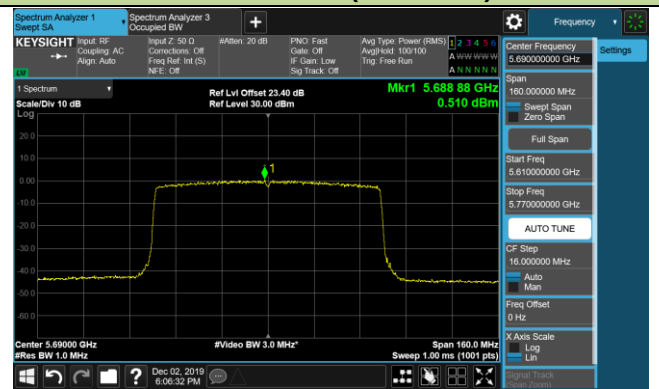 Spectrum Analyzer 1
Swept SA
Spectrum Analyzer 3
Occupied BW
+
Frequency
KEYSIGHT
Input: RF
Coupling: AC
Align: Auto
Input Z: 50 Ω
Corrections: Off
Freq Ref: Int (S)
NFE: Off
#Atten: 20 dB
PNO: Fast
Gate: Off
IF Gain: Low
Sig Track: Off
Avg Type: Power (RMS)
Avg|Hold: 100/100
Trig: Free Run
1 2 3 4 5 6
A W W W W W
A N N N N N
LXI
1 Spectrum
Scale/Div 10 dB
Log
Ref Lvl Offset 23.40 dB
Ref Level 30.00 dBm
Mkr1 5.688 88 GHz
0.510 dBm
20.0
10.0
0.00
-10.0
-20.0
-30.0
-40.0
-50.0
-60.0
1
Center 5.69000 GHz
#Res BW 1.0 MHz
#Video BW 3.0 MHz*
Span 160.0 MHz
Sweep 1.00 ms (1001 pts)
Center Frequency
5.690000000 GHz
Settings
Span
160.000000 MHz
Swept Span
Zero Span
Full Span
Start Freq
5.610000000 GHz
Stop Freq
5.770000000 GHz
AUTO TUNE
CF Step
16.000000 MHz
Auto
Man
Freq Offset
0 Hz
X Axis Scale
Log
Lin
Signal Track
(Span Zoom)
?
Dec 02, 2019
6:06:32 PM